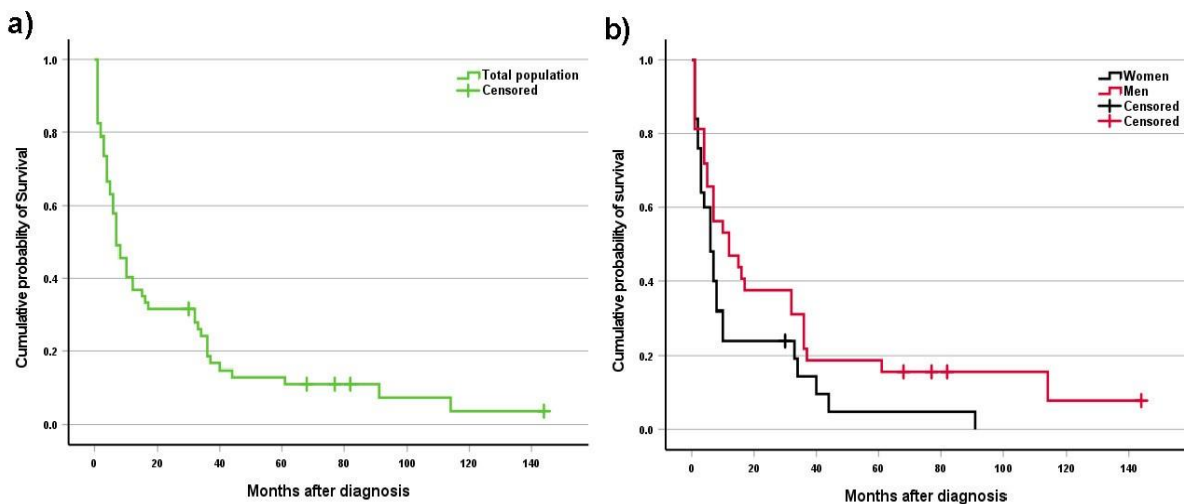 a)
Cumulative probability of Survival
1.0
0.8
0.6
0.4
0.2
0.0
0 20 40 60 80 100 120 140
Months after diagnosis
Total population
Censored
b)
Cumulative probability of survival
1.0
0.8
0.6
0.4
0.2
0.0
0 20 40 60 80 100 120 140
Months after diagnosis
Women
Men
Censored
Censored